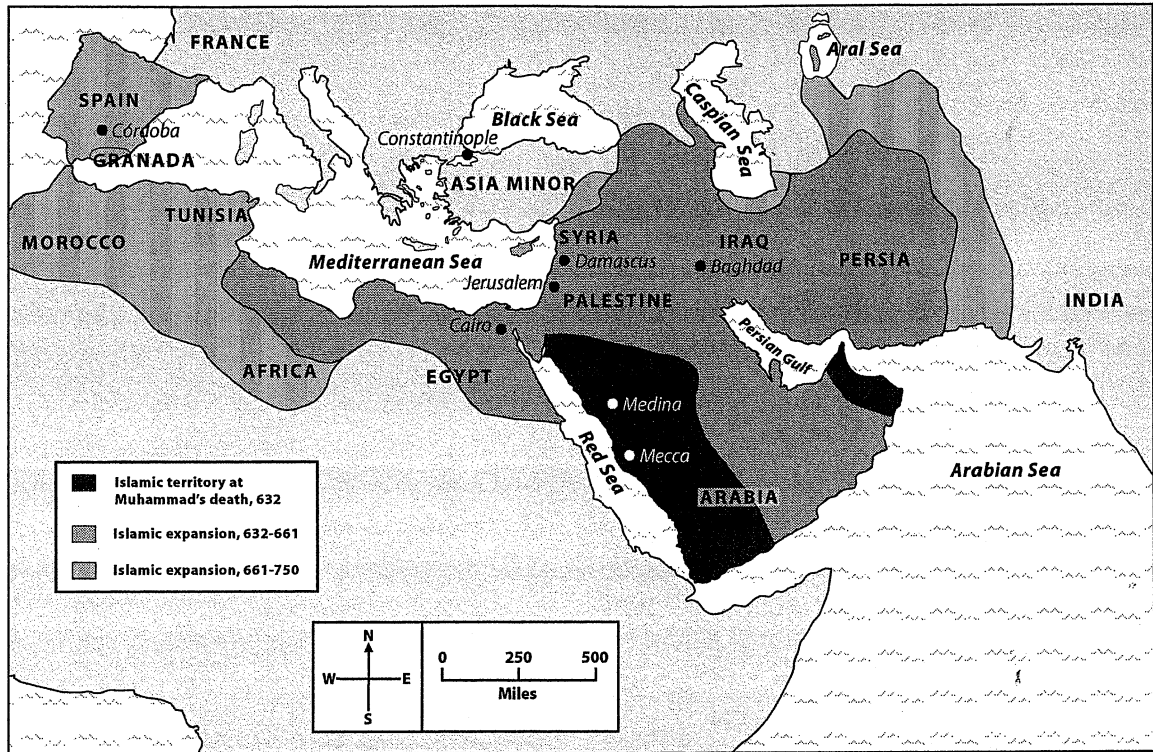 FRANCE
Aral Sea
SPAIN
Córdoba
GRANADA
Black Sea
Caspian Sea
Constantinople
ASIA MINOR
TUNISIA
MOROCCO
SYRIA
Damascus
IRAQ
Baghdad
PERSIA
Mediterranean Sea
Jerusalem
PALESTINE
INDIA
Cairo
Persian Gulf
AFRICA
EGYPT
Medina
Mecca
Red Sea
ARABIA
Arabian Sea
Islamic territory at
Muhammad's death, 632
Islamic expansion, 632-661
Islamic expansion, 661-750
N
W E
S
0 250 500
Miles